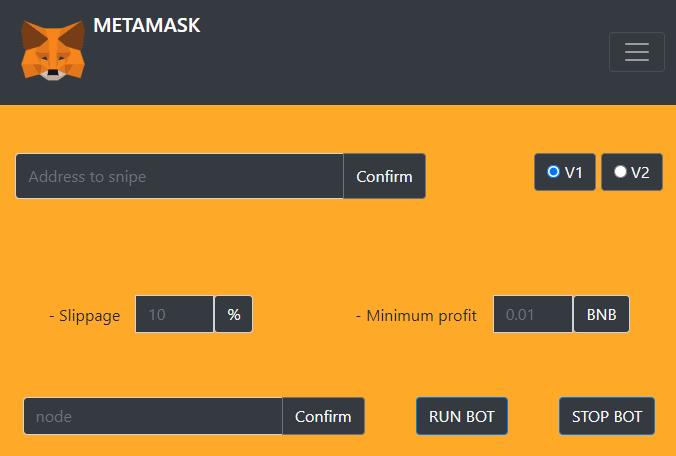 METAMASK
Address to snipe Confirm V1 V2
- Slippage 10 % - Minimum profit 0.01 BNB
node Confirm RUN BOT STOP BOT